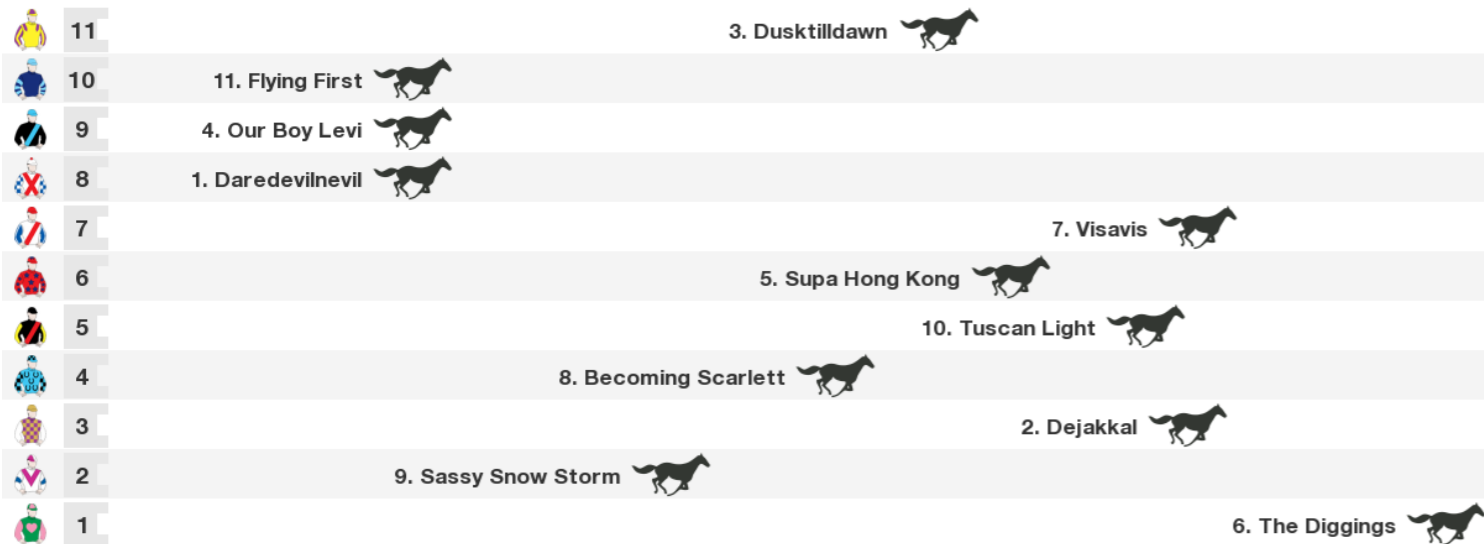 11 3. Dusktilldawn
10 11. Flying First
9 4. Our Boy Levi
8 1. Daredevilnevil
7 7. Visavis
6 5. Supa Hong Kong
5 10. Tuscan Light
4 8. Becoming Scarlett
3 2. Dejakkal
2 9. Sassy Snow Storm
1 6. The Diggings